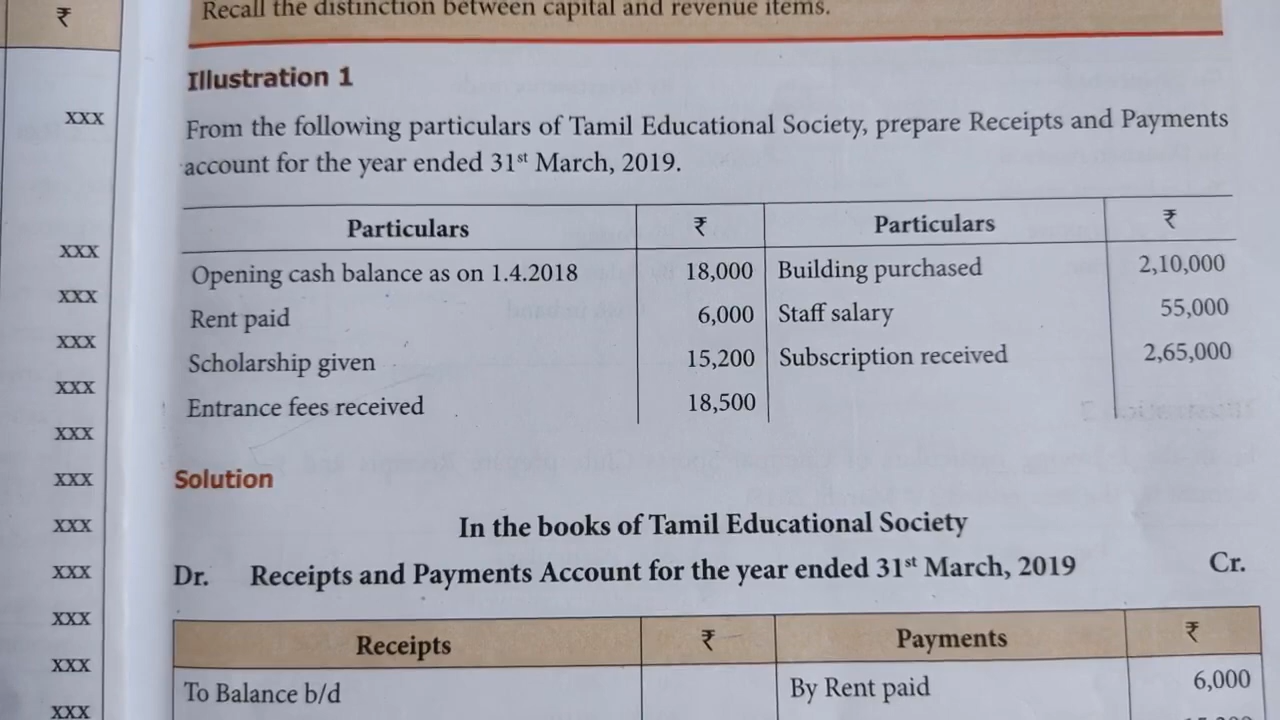 ₹
XXX
XXX
XXX
XXX
XXX
XXX
XXX
XXX
XXX
XXX
XXX
XXX
Recall the distinction between capital and revenue items.
Illustration 1
From the following particulars of Tamil Educational Society, prepare Receipts and Payments
account for the year ended 31st March, 2019.
Particulars ₹ Particulars ₹
Opening cash balance as on 1.4.2018 18,000 Building purchased 2,10,000
Rent paid 6,000 Staff salary 55,000
Scholarship given 15,200 Subscription received 2,65,000
Entrance fees received 18,500
Solution
In the books of Tamil Educational Society
Dr. Receipts and Payments Account for the year ended 31st March, 2019 Cr.
Receipts ₹ Payments ₹
To Balance b/d By Rent paid 6,000